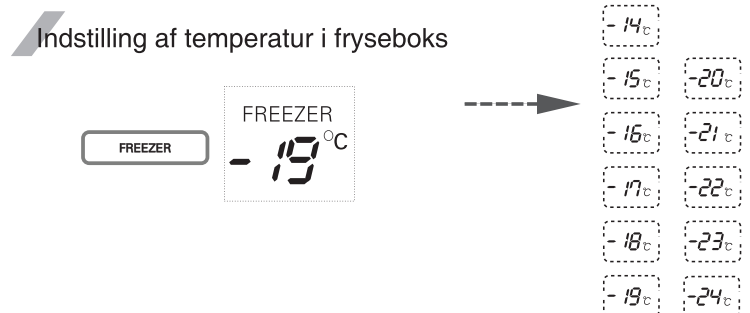 Indstilling af temperatur i fryseboks
FREEZER
FREEZER
- 19 °C
- 14 °C
- 15 °C
- 16 °C
- 17 °C
- 18 °C
- 19 °C
-20 °C
-21 °C
-22 °C
-23 °C
-24 °C